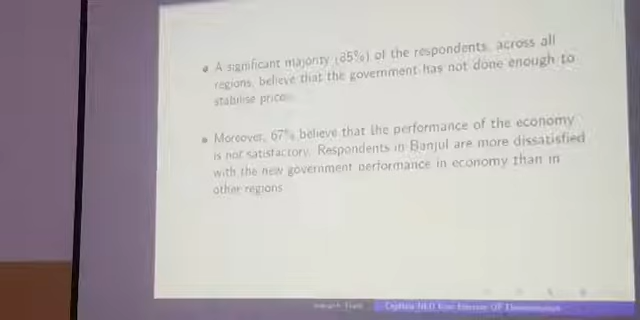 • A significant majority (85%) of the respondents, across all
regions, believe that the government has not done enough to
stabilise prices
• Moreover, 67% believe that the performance of the economy
is not satisfactory. Respondents in Banjul are more dissatisfied
with the new government performance in economy than in
other regions